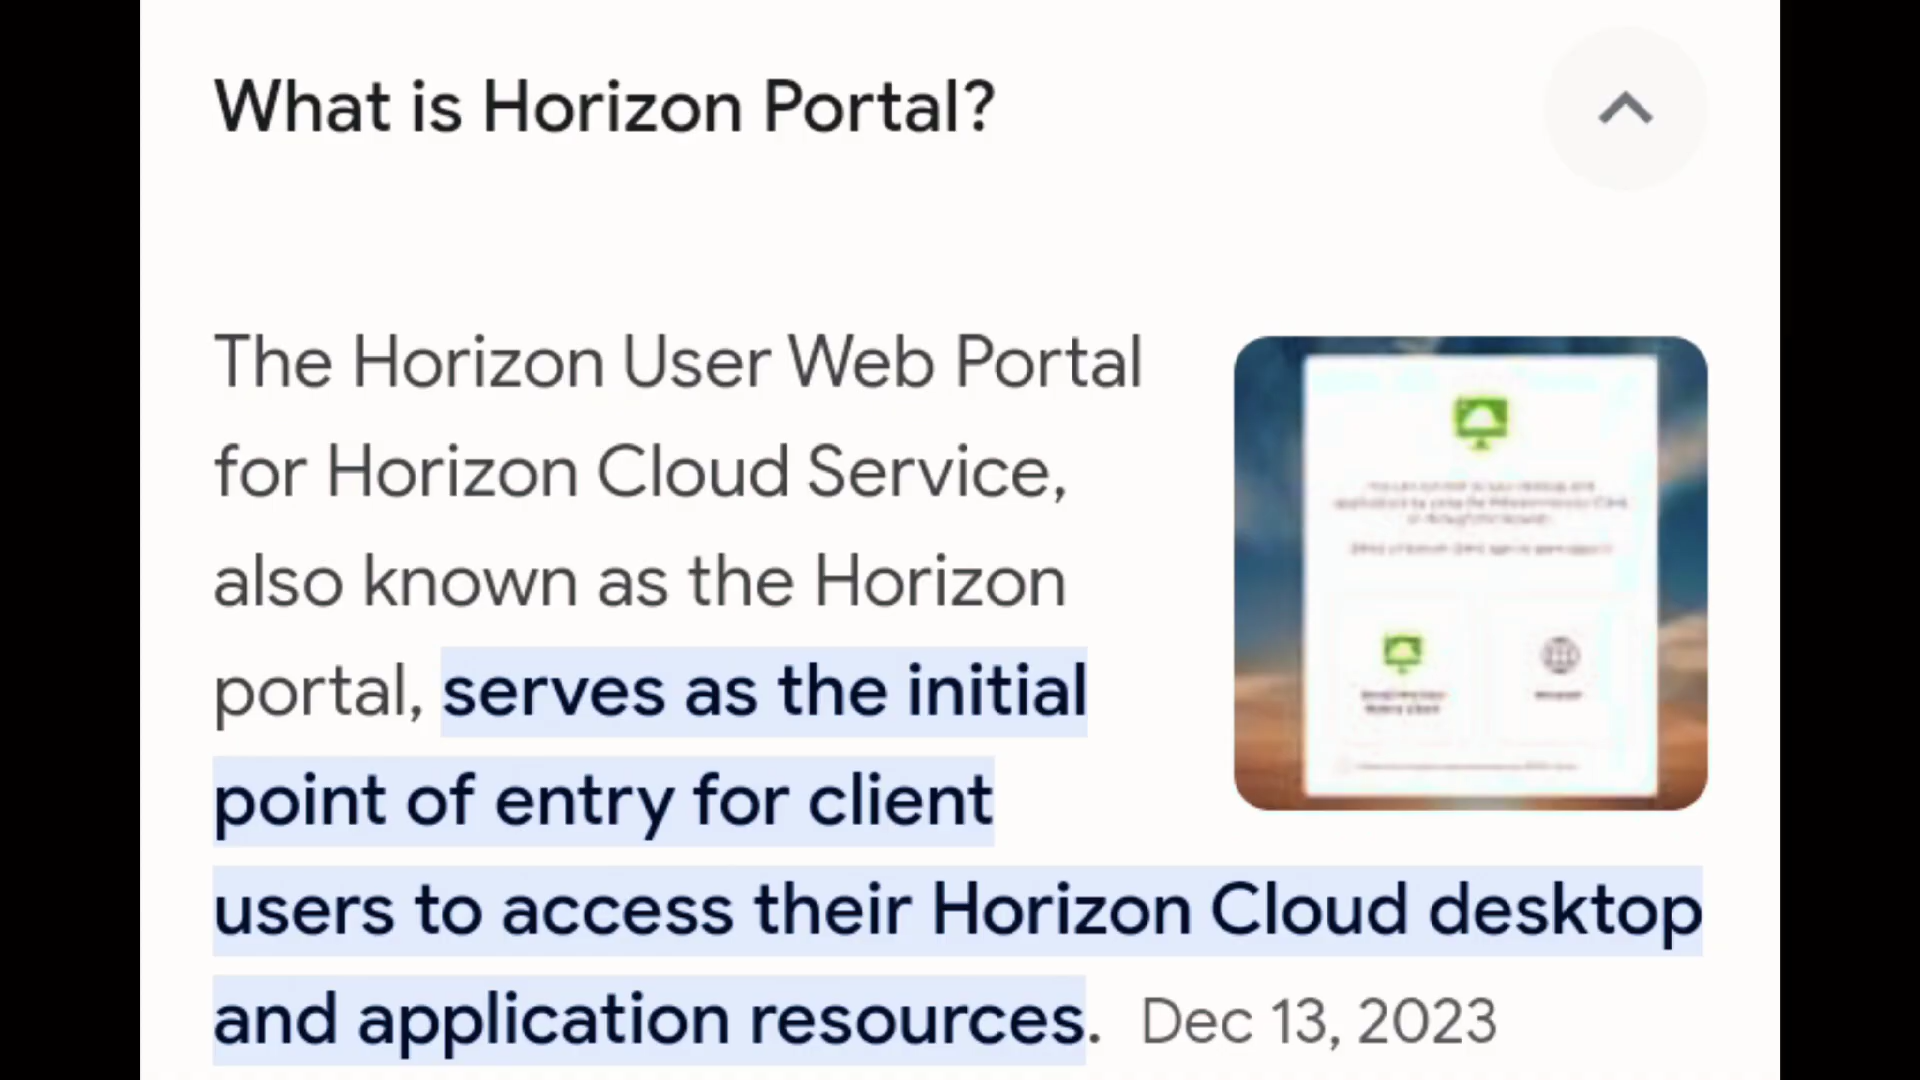 What is Horizon Portal?
The Horizon User Web Portal
for Horizon Cloud Service,
also known as the Horizon
portal, serves as the initial
point of entry for client
users to access their Horizon Cloud desktop
and application resources. Dec 13, 2023